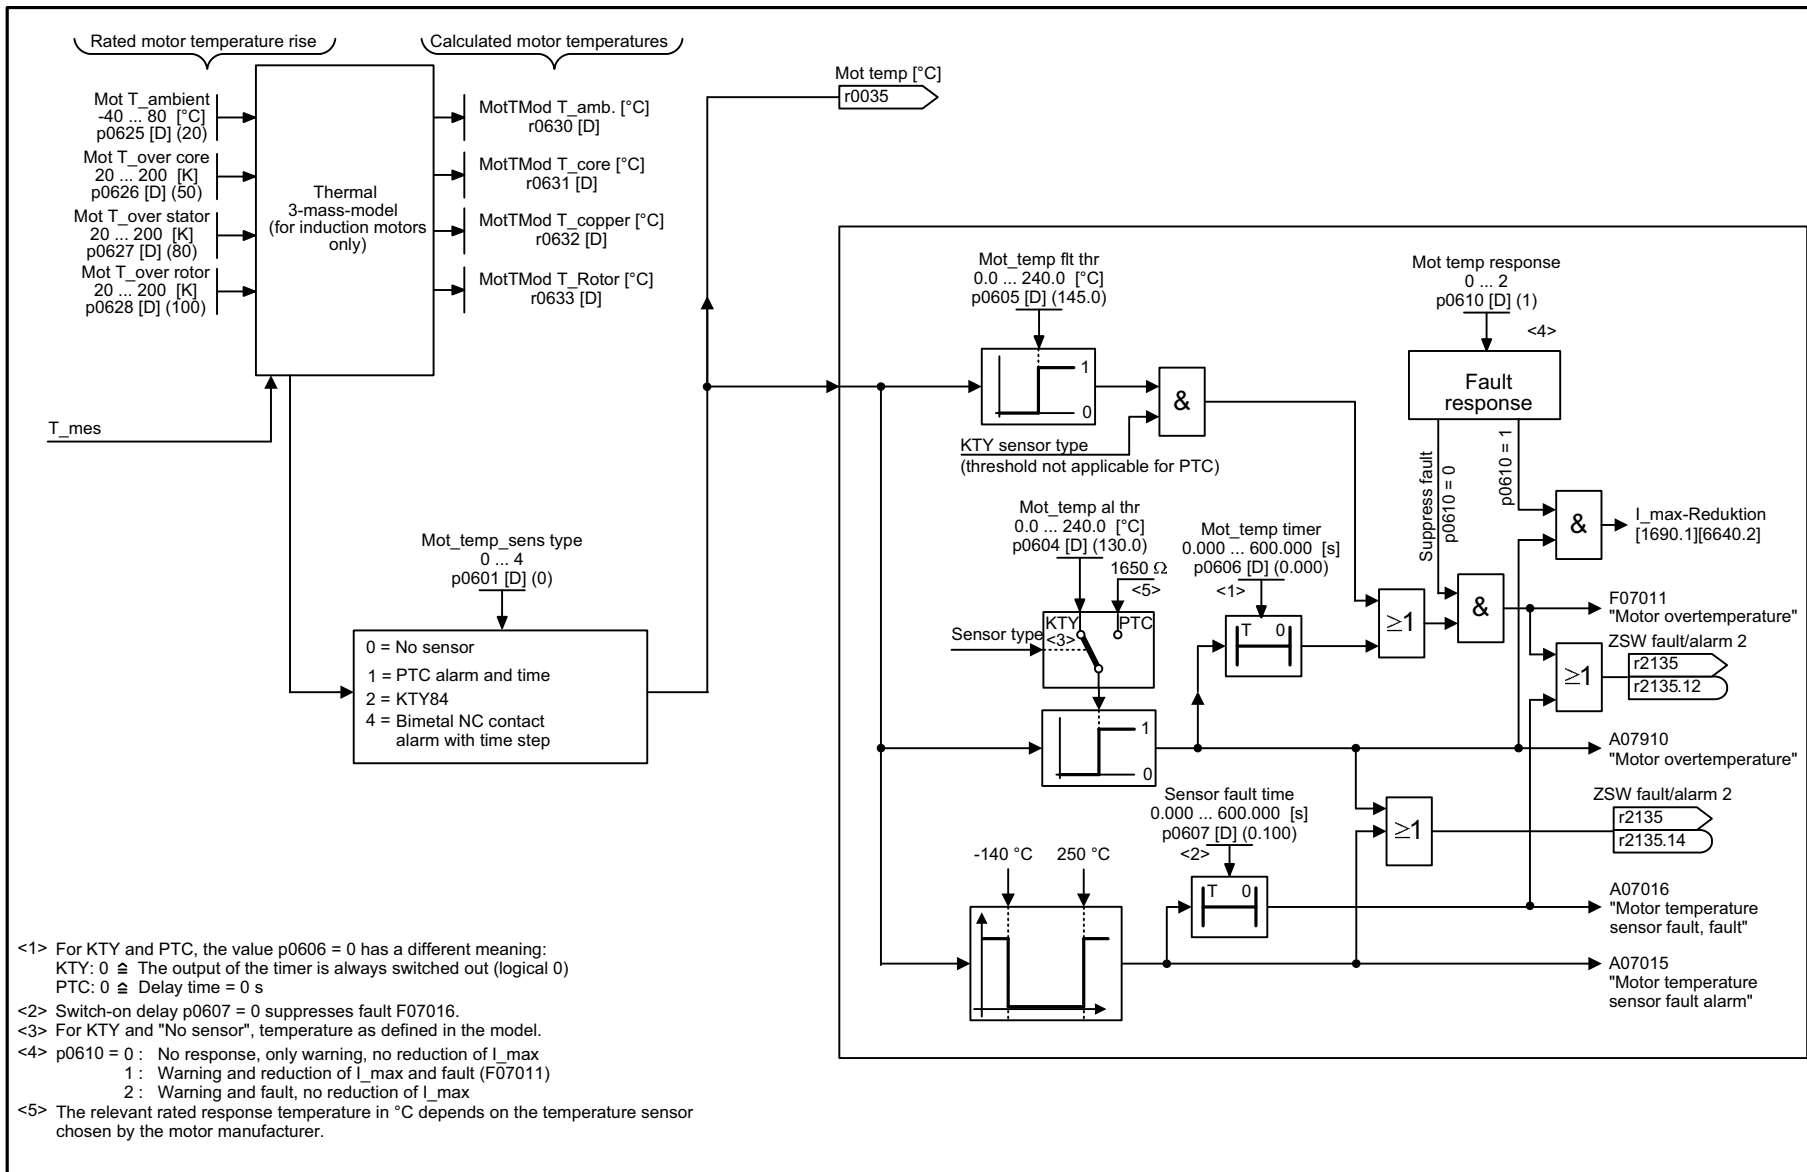 Rated motor temperature rise
Calculated motor temperatures
Mot T_ambient
-40 ... 80 [°C]
p0625 [D] (20)
Mot T_over core
20 ... 200 [K]
p0626 [D] (50)
Mot T_over stator
20 ... 200 [K]
p0627 [D] (80)
Mot T_over rotor
20 ... 200 [K]
p0628 [D] (100)
Thermal
3-mass-model
(for induction motors
only)
MotTMod T_amb. [°C]
r0630 [D]
MotTMod T_core [°C]
r0631 [D]
MotTMod T_copper [°C]
r0632 [D]
MotTMod T_Rotor [°C]
r0633 [D]
Mot temp [°C]
r0035
T_mes
Mot_temp_sens type
0 ... 4
p0601 [D] (0)
0 = No sensor
1 = PTC alarm and time
2 = KTY84
4 = Bimetal NC contact
alarm with time step
Mot_temp flt thr
0.0 ... 240.0 [°C]
p0605 [D] (145.0)
1
0
&
KTY sensor type
(threshold not applicable for PTC)
Mot temp response
0 ... 2
p0610 [D] (1)
<4>
Fault
response
Suppress fault
p0610 = 0
p0610 = 1
&
I_max-Reduktion
[1690.1][6640.2]
Mot_temp al thr
0.0 ... 240.0 [°C]
p0604 [D] (130.0)
1650 Ω
<5>
Sensor type
KTY
<3>
PTC
Mot_temp timer
0.000 ... 600.000 [s]
p0606 [D] (0.000)
<1>
T 0
≥1
&
F07011
"Motor overtemperature"
ZSW fault/alarm 2
r2135
r2135.12
≥1
1
0
A07910
"Motor overtemperature"
Sensor fault time
0.000 ... 600.000 [s]
p0607 [D] (0.100)
<2>
T 0
≥1
ZSW fault/alarm 2
r2135
r2135.14
-140 °C
250 °C
A07016
"Motor temperature
sensor fault, fault"
A07015
"Motor temperature
sensor fault alarm"
<1> For KTY and PTC, the value p0606 = 0 has a different meaning:
KTY: 0 ≙ The output of the timer is always switched out (logical 0)
PTC: 0 ≙ Delay time = 0 s
<2> Switch-on delay p0607 = 0 suppresses fault F07016.
<3> For KTY and "No sensor", temperature as defined in the model.
<4> p0610 = 0 : No response, only warning, no reduction of I_max
1 : Warning and reduction of I_max and fault (F07011)
2 : Warning and fault, no reduction of I_max
<5> The relevant rated response temperature in °C depends on the temperature sensor
chosen by the motor manufacturer.